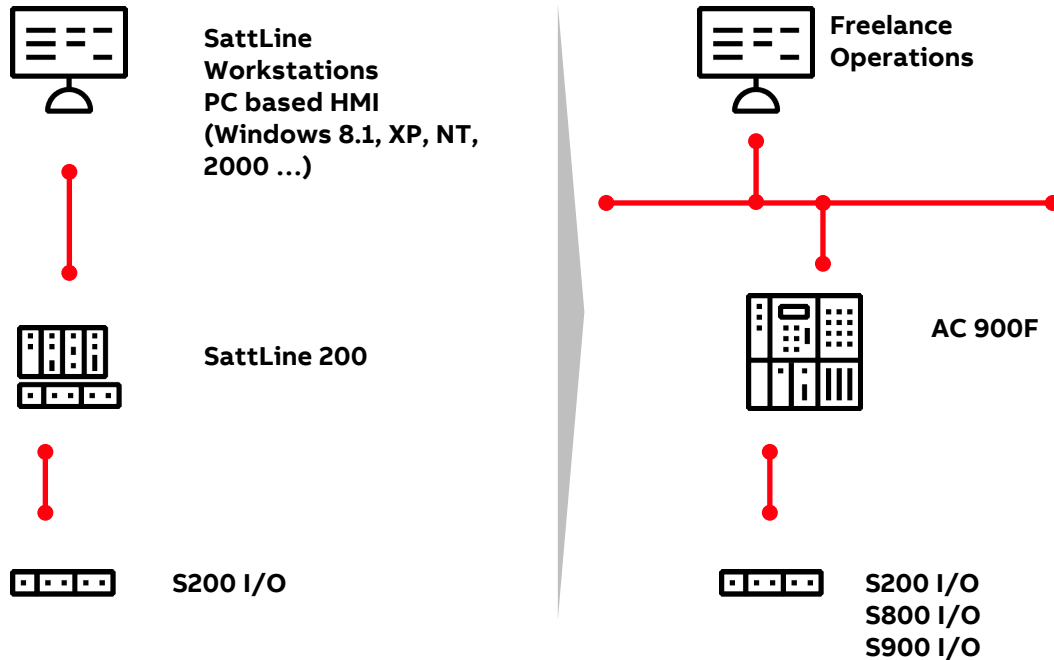 SattLine
Workstations
PC based HMI
(Windows 8.1, XP, NT,
2000 ...)
SattLine 200
S200 I/O
Freelance
Operations
AC 900F
S200 I/O
S800 I/O
S900 I/O